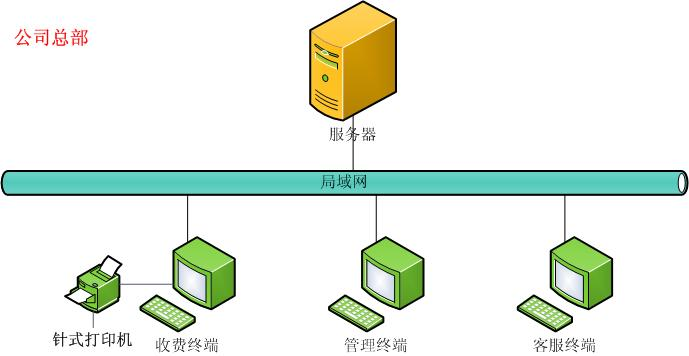 公司总部
服务器
局域网
针式打印机
收费终端
管理终端
客服终端